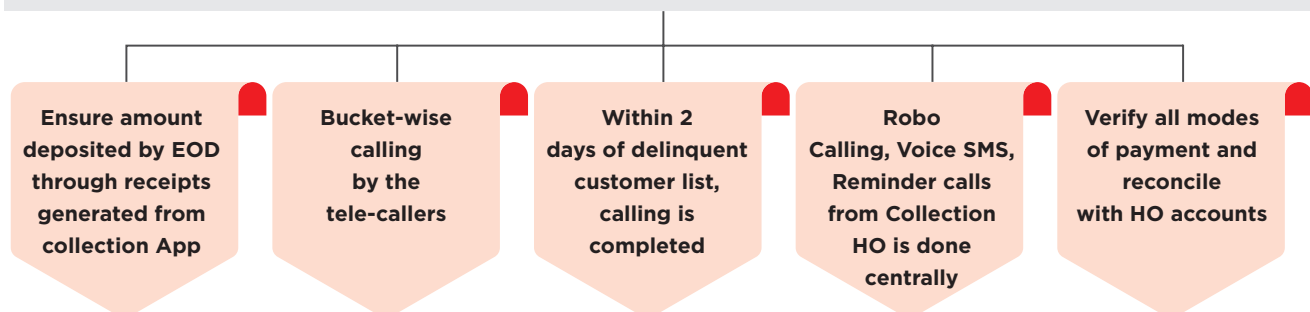 Ensure amount
deposited by EOD
through receipts
generated from
collection App
Bucket-wise
calling
by the
tele-callers
Within 2
days of delinquent
customer list,
calling is
completed
Robo
Calling, Voice SMS,
Reminder calls
from Collection
HO is done
centrally
Verify all modes
of payment and
reconcile
with HO accounts